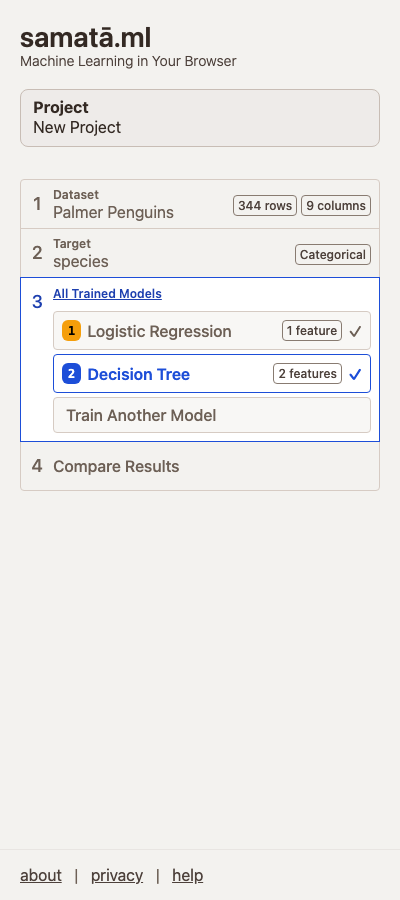 samatā.ml
Machine Learning in Your Browser
Project
New Project
1 Dataset
Palmer Penguins 344 rows 9 columns
2 Target
species Categorical
3 All Trained Models
1 Logistic Regression 1 feature ✓
2 Decision Tree 2 features ✓
Train Another Model
4 Compare Results
about | privacy | help